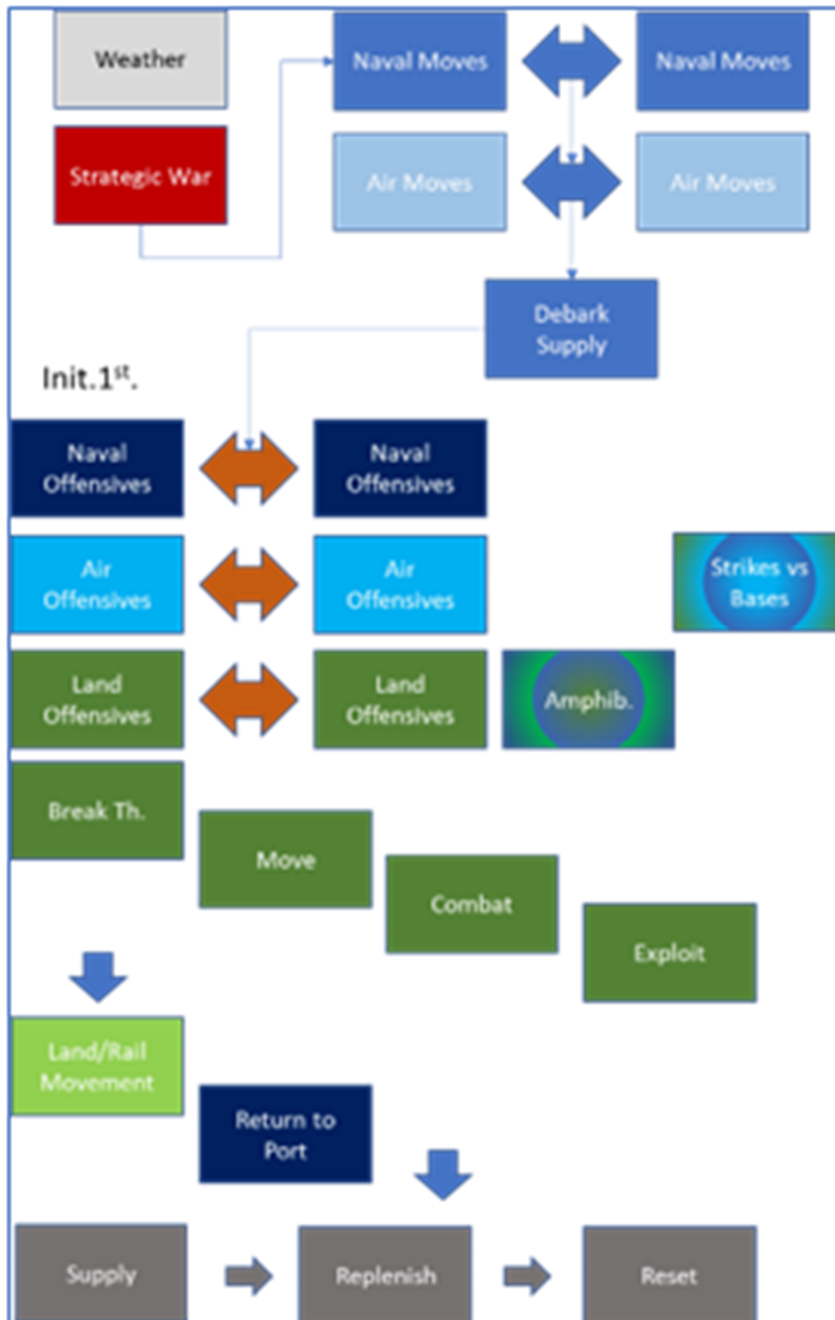 Weather
Naval Moves
Naval Moves
Strategic War
Air Moves
Air Moves
Debark
Supply
Init.1st.
Naval
Offensives
Naval
Offensives
Air
Offensives
Air
Offensives
Strikes vs
Bases
Land
Offensives
Land
Offensives
Amphib.
Break Th.
Move
Combat
Exploit
Land/Rail
Movement
Return to
Port
Supply
Replenish
Reset